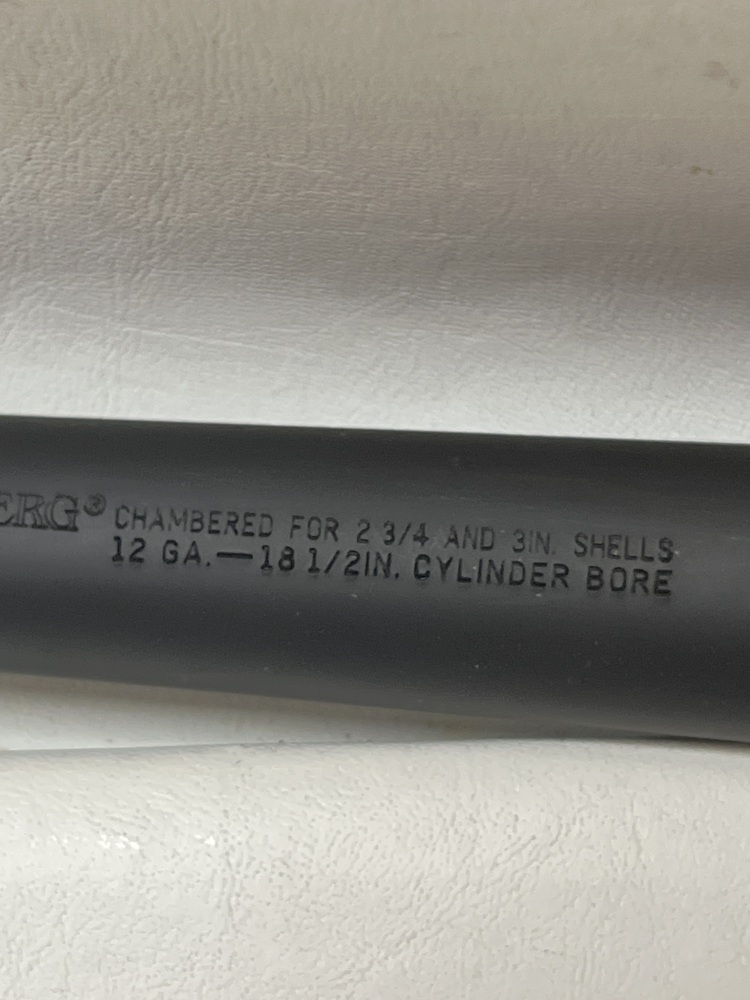 ERG® CHAMBERED FOR 2 3/4 AND 3IN. SHELLS
12 GA.—18 1/2IN. CYLINDER BORE